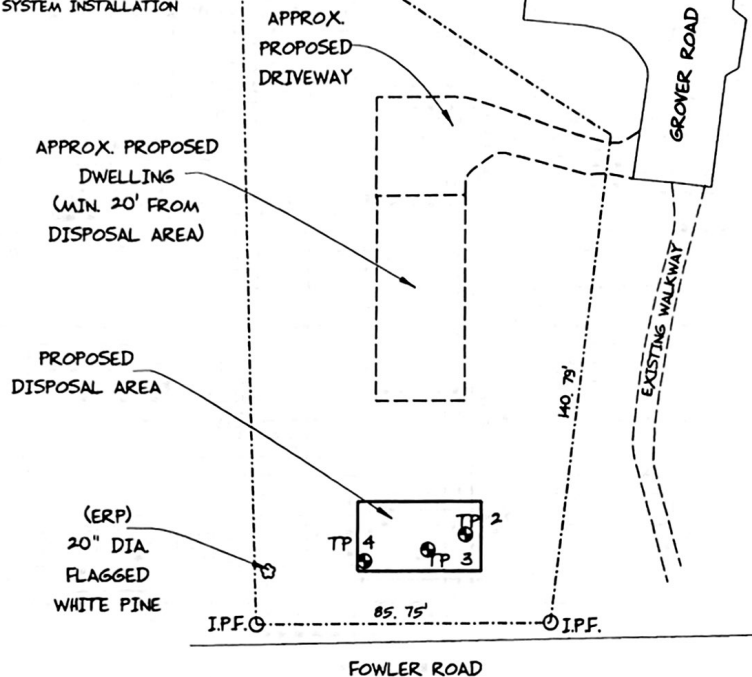 SYSTEM INSTALLATION
APPROX.
PROPOSED
DRIVEWAY
GROVER ROAD
APPROX. PROPOSED
DWELLING
(MIN. 20' FROM
DISPOSAL AREA)
EXISTING WALKWAY
PROPOSED
DISPOSAL AREA
140.79'
(ERP)
20" DIA.
FLAGGED
WHITE PINE
TP 2
TP 4
TP 3
85.75'
I.P.F.
I.P.F.
FOWLER ROAD